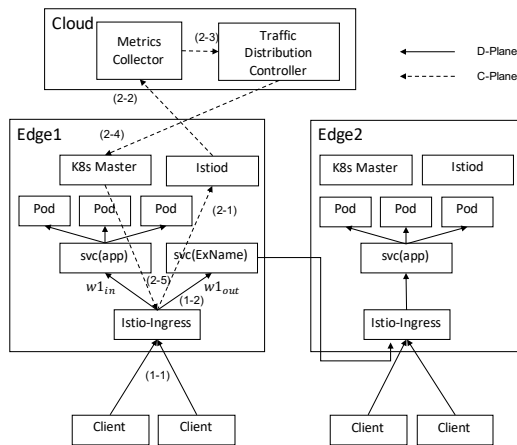 Cloud
Metrics
Collector
(2-3)
Traffic
Distribution
Controller
D-Plane
C-Plane
(2-2)
(2-4)
Edge1
K8s Master
Istiod
(2-1)
Pod
Pod
Pod
svc(app)
svc(ExName)
(2-5)
w1in
(1-2)
w1out
Istio-Ingress
(1-1)
Client
Client
Edge2
K8s Master
Istiod
Pod
Pod
Pod
svc(app)
Istio-Ingress
Client
Client